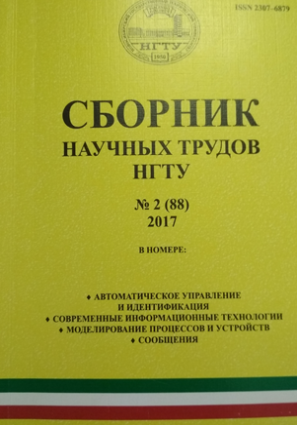 ISSN 2307-6879
НГТУ
СБОРНИК
НАУЧНЫХ ТРУДОВ
НГТУ
№ 2 (88)
2017
В НОМЕРЕ:
♦ АВТОМАТИЧЕСКОЕ УПРАВЛЕНИЕ
И ИДЕНТИФИКАЦИЯ
♦ СОВРЕМЕННЫЕ ИНФОРМАЦИОННЫЕ ТЕХНОЛОГИИ
♦ МОДЕЛИРОВАНИЕ ПРОЦЕССОВ И УСТРОЙСТВ
♦ СООБЩЕНИЯ